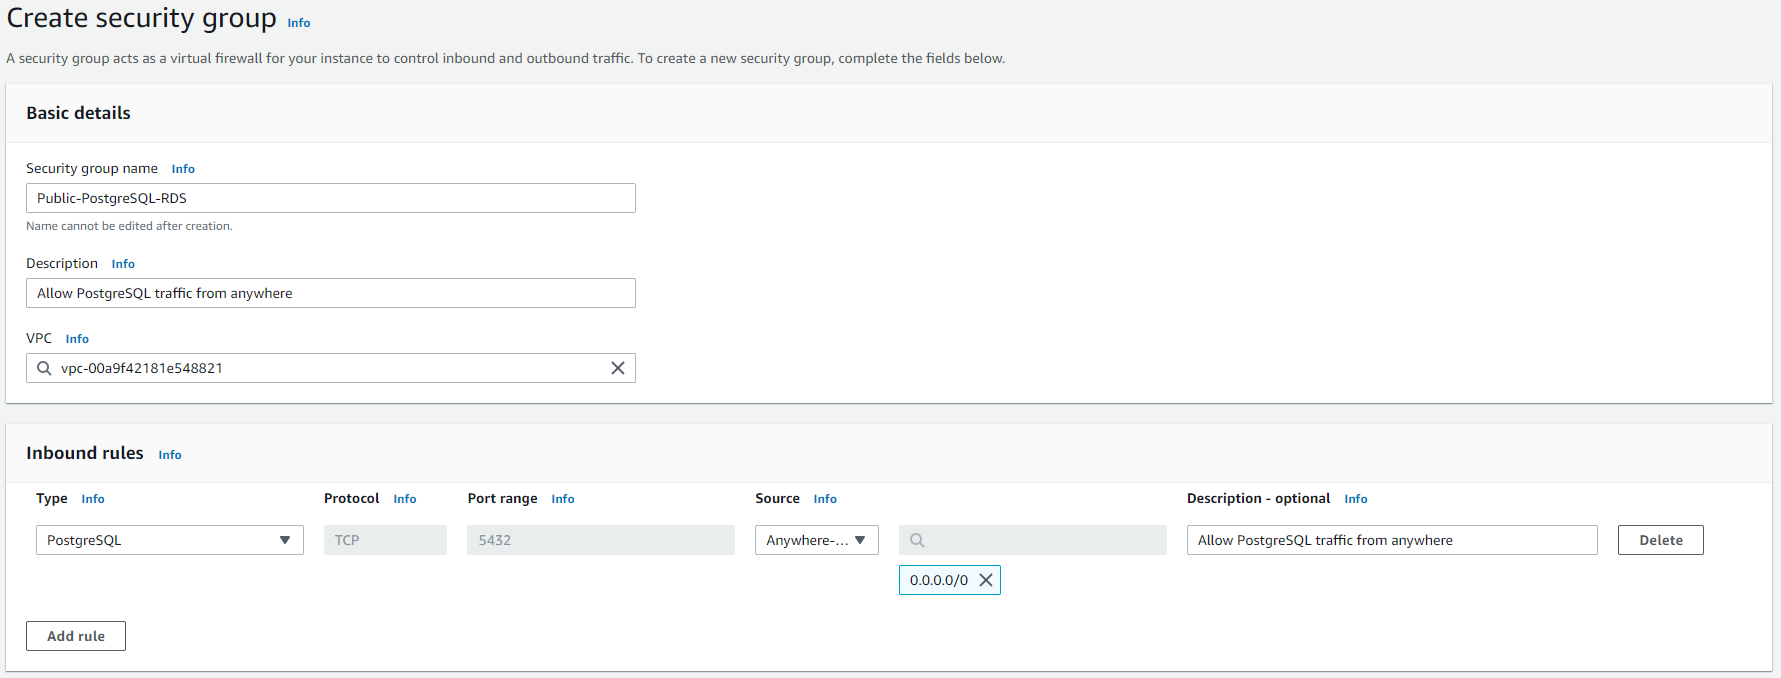 Create security group Info
A security group acts as a virtual firewall for your instance to control inbound and outbound traffic. To create a new security group, complete the fields below.
Basic details
Security group name Info
Public-PostgreSQL-RDS
Name cannot be edited after creation.
Description Info
Allow PostgreSQL traffic from anywhere
VPC Info
vpc-00a9f42181e548821
Inbound rules Info
Type Info Protocol Info Port range Info Source Info Description - optional Info
PostgreSQL TCP 5432 Anywhere-... Allow PostgreSQL traffic from anywhere Delete
0.0.0.0/0
Add rule